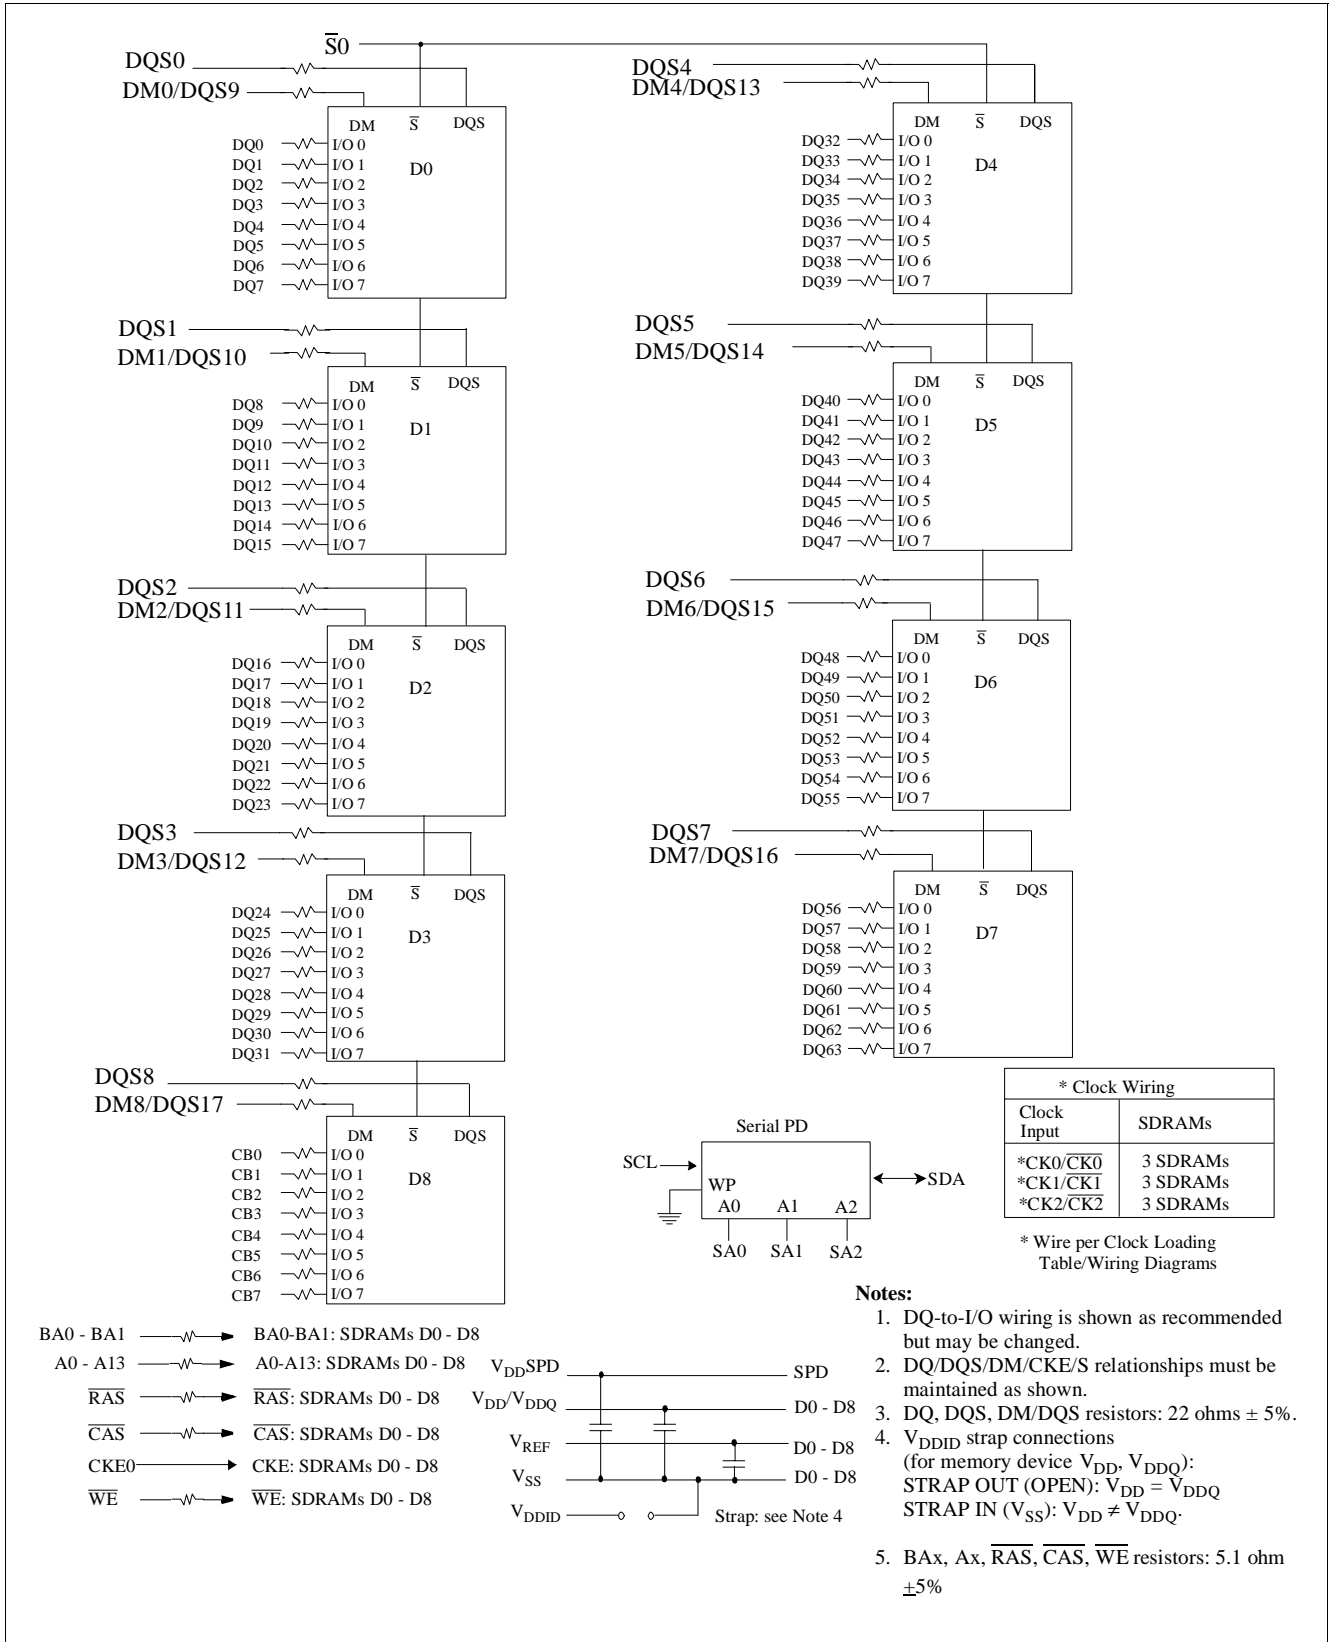 S̅0
DQS0
DM0/DQS9
DM S̅ DQS
D0
DQ0 I/O 0
DQ1 I/O 1
DQ2 I/O 2
DQ3 I/O 3
DQ4 I/O 4
DQ5 I/O 5
DQ6 I/O 6
DQ7 I/O 7
DQS1
DM1/DQS10
DM S̅ DQS
D1
DQ8 I/O 0
DQ9 I/O 1
DQ10 I/O 2
DQ11 I/O 3
DQ12 I/O 4
DQ13 I/O 5
DQ14 I/O 6
DQ15 I/O 7
DQS2
DM2/DQS11
DM S̅ DQS
D2
DQ16 I/O 0
DQ17 I/O 1
DQ18 I/O 2
DQ19 I/O 3
DQ20 I/O 4
DQ21 I/O 5
DQ22 I/O 6
DQ23 I/O 7
DQS3
DM3/DQS12
DM S̅ DQS
D3
DQ24 I/O 0
DQ25 I/O 1
DQ26 I/O 2
DQ27 I/O 3
DQ28 I/O 4
DQ29 I/O 5
DQ30 I/O 6
DQ31 I/O 7
DQS8
DM8/DQS17
DM S̅ DQS
D8
CB0 I/O 0
CB1 I/O 1
CB2 I/O 2
CB3 I/O 3
CB4 I/O 4
CB5 I/O 5
CB6 I/O 6
CB7 I/O 7
DQS4
DM4/DQS13
DM S̅ DQS
D4
DQ32 I/O 0
DQ33 I/O 1
DQ34 I/O 2
DQ35 I/O 3
DQ36 I/O 4
DQ37 I/O 5
DQ38 I/O 6
DQ39 I/O 7
DQS5
DM5/DQS14
DM S̅ DQS
D5
DQ40 I/O 0
DQ41 I/O 1
DQ42 I/O 2
DQ43 I/O 3
DQ44 I/O 4
DQ45 I/O 5
DQ46 I/O 6
DQ47 I/O 7
DQS6
DM6/DQS15
DM S̅ DQS
D6
DQ48 I/O 0
DQ49 I/O 1
DQ50 I/O 2
DQ51 I/O 3
DQ52 I/O 4
DQ53 I/O 5
DQ54 I/O 6
DQ55 I/O 7
DQS7
DM7/DQS16
DM S̅ DQS
D7
DQ56 I/O 0
DQ57 I/O 1
DQ58 I/O 2
DQ59 I/O 3
DQ60 I/O 4
DQ61 I/O 5
DQ62 I/O 6
DQ63 I/O 7
Serial PD
SCL
SDA
WP
A0 A1 A2
SA0 SA1 SA2
* Clock Wiring
Clock
Input
SDRAMs
*CK0/C̅K̅0̅ 3 SDRAMs
*CK1/C̅K̅1̅ 3 SDRAMs
*CK2/C̅K̅2̅ 3 SDRAMs
* Wire per Clock Loading
Table/Wiring Diagrams
BA0 - BA1 BA0-BA1: SDRAMs D0 - D8
A0 - A13 A0-A13: SDRAMs D0 - D8
R̅A̅S̅ R̅A̅S̅: SDRAMs D0 - D8
C̅A̅S̅ C̅A̅S̅: SDRAMs D0 - D8
CKE0 CKE: SDRAMs D0 - D8
W̅E̅ W̅E̅: SDRAMs D0 - D8
VDDSPD SPD
VDD/VDDQ D0 - D8
VREF D0 - D8
VSS D0 - D8
VDDID Strap: see Note 4
Notes:
1. DQ-to-I/O wiring is shown as recommended
but may be changed.
2. DQ/DQS/DM/CKE/S relationships must be
maintained as shown.
3. DQ, DQS, DM/DQS resistors: 22 ohms ± 5%.
4. VDDID strap connections
(for memory device VDD, VDDQ):
STRAP OUT (OPEN): VDD = VDDQ
STRAP IN (VSS): VDD ≠ VDDQ.
5. BAx, Ax, R̅A̅S̅, C̅A̅S̅, W̅E̅ resistors: 5.1 ohm
±5%